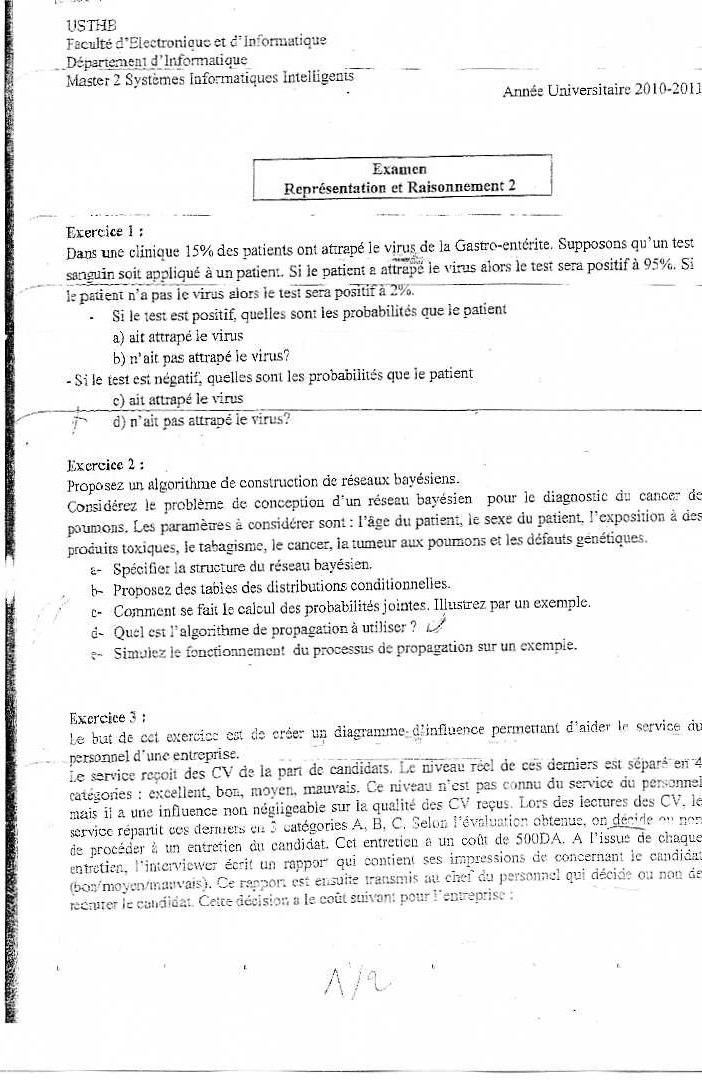 USTHB
Faculté d'Electronique et d'Informatique
Département d'Informatique
Master 2 Systèmes Informatiques Intelligents
Année Universitaire 2010-2011
Examen
Représentation et Raisonnement 2
Exercice 1 :
Dans une clinique 15% des patients ont attrapé le virus de la Gastro-entérite. Supposons qu'un test
sanguin soit appliqué à un patient. Si le patient a attrapé le virus alors le test sera positif à 95%. Si
le patient n'a pas le virus alors le test sera positif à 2%.
- Si le test est positif, quelles sont les probabilités que le patient
a) ait attrapé le virus
b) n'ait pas attrapé le virus?
- Si le test est négatif, quelles sont les probabilités que le patient
c) ait attrapé le virus
d) n'ait pas attrapé le virus?
Exercice 2 :
Proposez un algorithme de construction de réseaux bayésiens.
Considérez le problème de conception d'un réseau bayésien pour le diagnostic du cancer de
poumons. Les paramètres à considérer sont : l'âge du patient, le sexe du patient, l'exposition à des
produits toxiques, le tabagisme, le cancer, la tumeur aux poumons et les défauts génétiques.
a- Spécifier la structure du réseau bayésien.
b- Proposez des tables des distributions conditionnelles.
c- Comment se fait le calcul des probabilités jointes. Illustrez par un exemple.
d- Quel est l'algorithme de propagation à utiliser ?
e- Simulez le fonctionnement du processus de propagation sur un exemple.
Exercice 3 :
Le but de cet exercice est de créer un diagramme d'influence permettant d'aider le service du
personnel d'une entreprise.
Le service reçoit des CV de la part de candidats. Le niveau réel de ces derniers est séparé en 4
catégories : excellent, bon, moyen, mauvais. Ce niveau n'est pas connu du service du personnel
mais il a une influence non négligeable sur la qualité des CV reçus. Lors des lectures des CV, le
service répartit ces derniers en 3 catégories A, B, C. Selon l'évaluation obtenue, on décide ou non
de procéder à un entretien du candidat. Cet entretien a un coût de 500DA. A l'issue de chaque
entretien, l'interviewer écrit un rapport qui contient ses impressions de concernant le candidat
(bon/moyen/mauvais). Ce rapport est ensuite transmis au chef du personnel qui décide ou non de
recruter le candidat. Cette décision a le coût suivant pour l'entreprise :
1/2